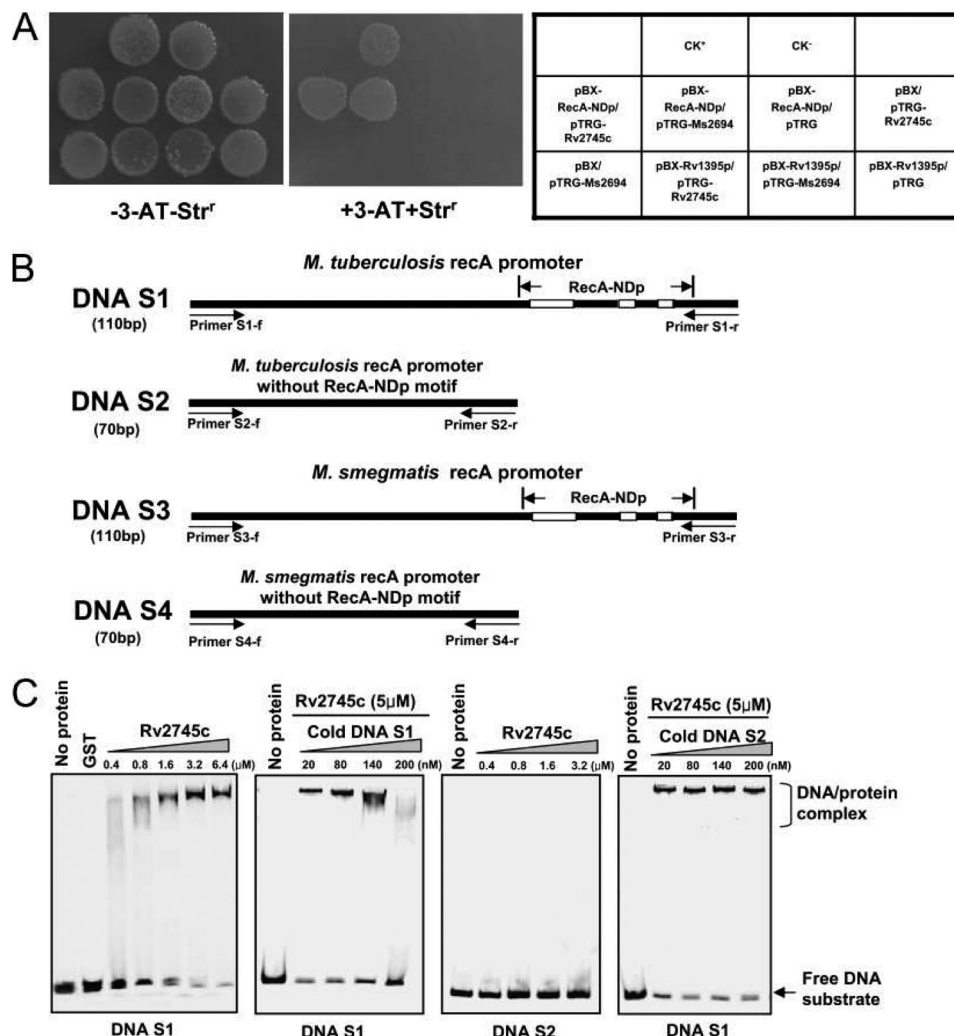 A
CK⁺
CK⁻
pBX-
RecA-NDp/
pTRG-
Rv2745c
pBX-
RecA-NDp/
pTRG-Ms2694
pBX-
RecA-NDp/
pTRG
pBX/
pTRG-
Rv2745c
pBX/
pTRG-Ms2694
pBX-Rv1395p/
pTRG-
Rv2745c
pBX-Rv1395p/
pTRG-Ms2694
pBX-Rv1395p/
pTRG
-3-AT-Strʳ
+3-AT+Strʳ
B
M. tuberculosis recA promoter
RecA-NDp
DNA S1
(110bp)
Primer S1-f
Primer S1-r
M. tuberculosis recA promoter
without RecA-NDp motif
DNA S2
(70bp)
Primer S2-f
Primer S2-r
M. smegmatis recA promoter
RecA-NDp
DNA S3
(110bp)
Primer S3-f
Primer S3-r
M. smegmatis recA promoter
without RecA-NDp motif
DNA S4
(70bp)
Primer S4-f
Primer S4-r
C
No protein
GST
Rv2745c
0.4 0.8 1.6 3.2 6.4 (μM)
DNA S1
No protein
Rv2745c (5μM)
Cold DNA S1
20 80 140 200 (nM)
DNA S1
No protein
Rv2745c
0.4 0.8 1.6 3.2 (μM)
DNA S2
No protein
Rv2745c (5μM)
Cold DNA S2
20 80 140 200 (nM)
DNA S1
DNA/protein
complex
Free DNA
substrate